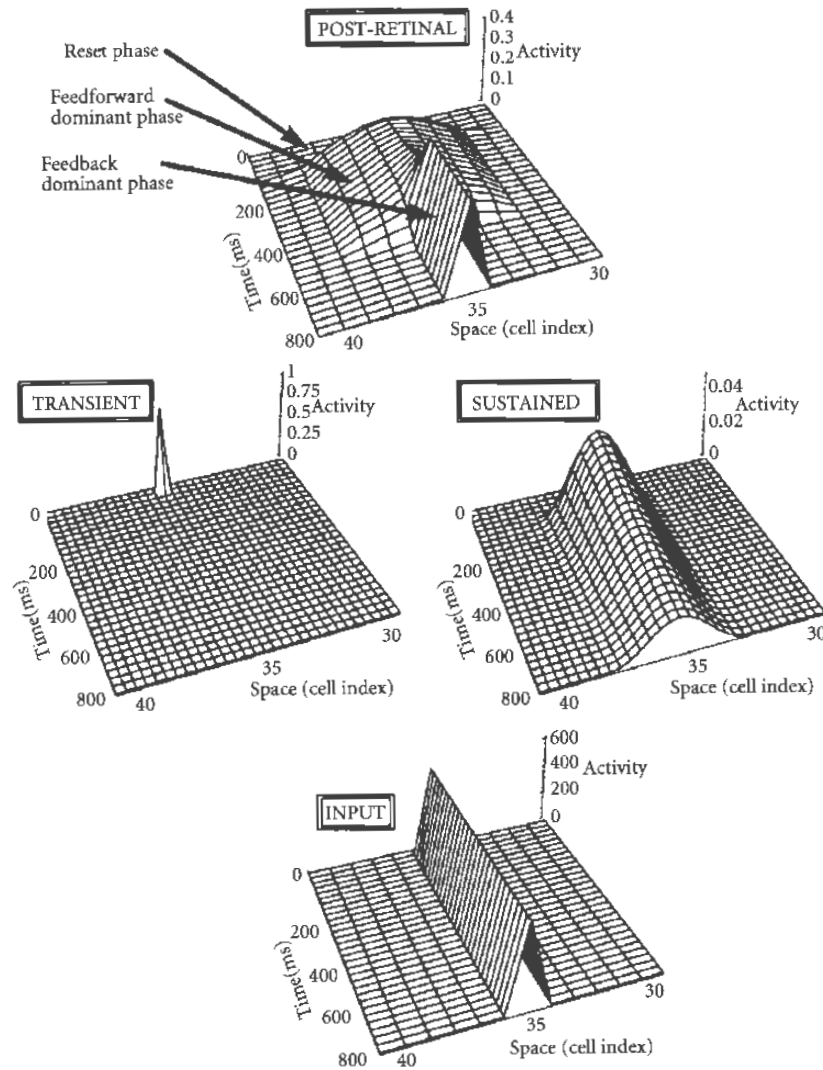 POST-RETINAL
0.4
0.3
0.2
0.1
0
Activity
Reset phase
Feedforward
dominant phase
Feedback
dominant phase
0
200
400
600
800
Time(ms)
40
35
30
Space (cell index)
TRANSIENT
1
0.75
0.5
0.25
0
Activity
0
200
400
600
800
Time(ms)
40
35
30
Space (cell index)
SUSTAINED
0.04
0.02
0
Activity
0
200
400
600
800
Time(ms)
40
35
30
Space (cell index)
INPUT
600
400
200
0
Activity
0
200
400
600
800
Time(ms)
40
35
30
Space (cell index)